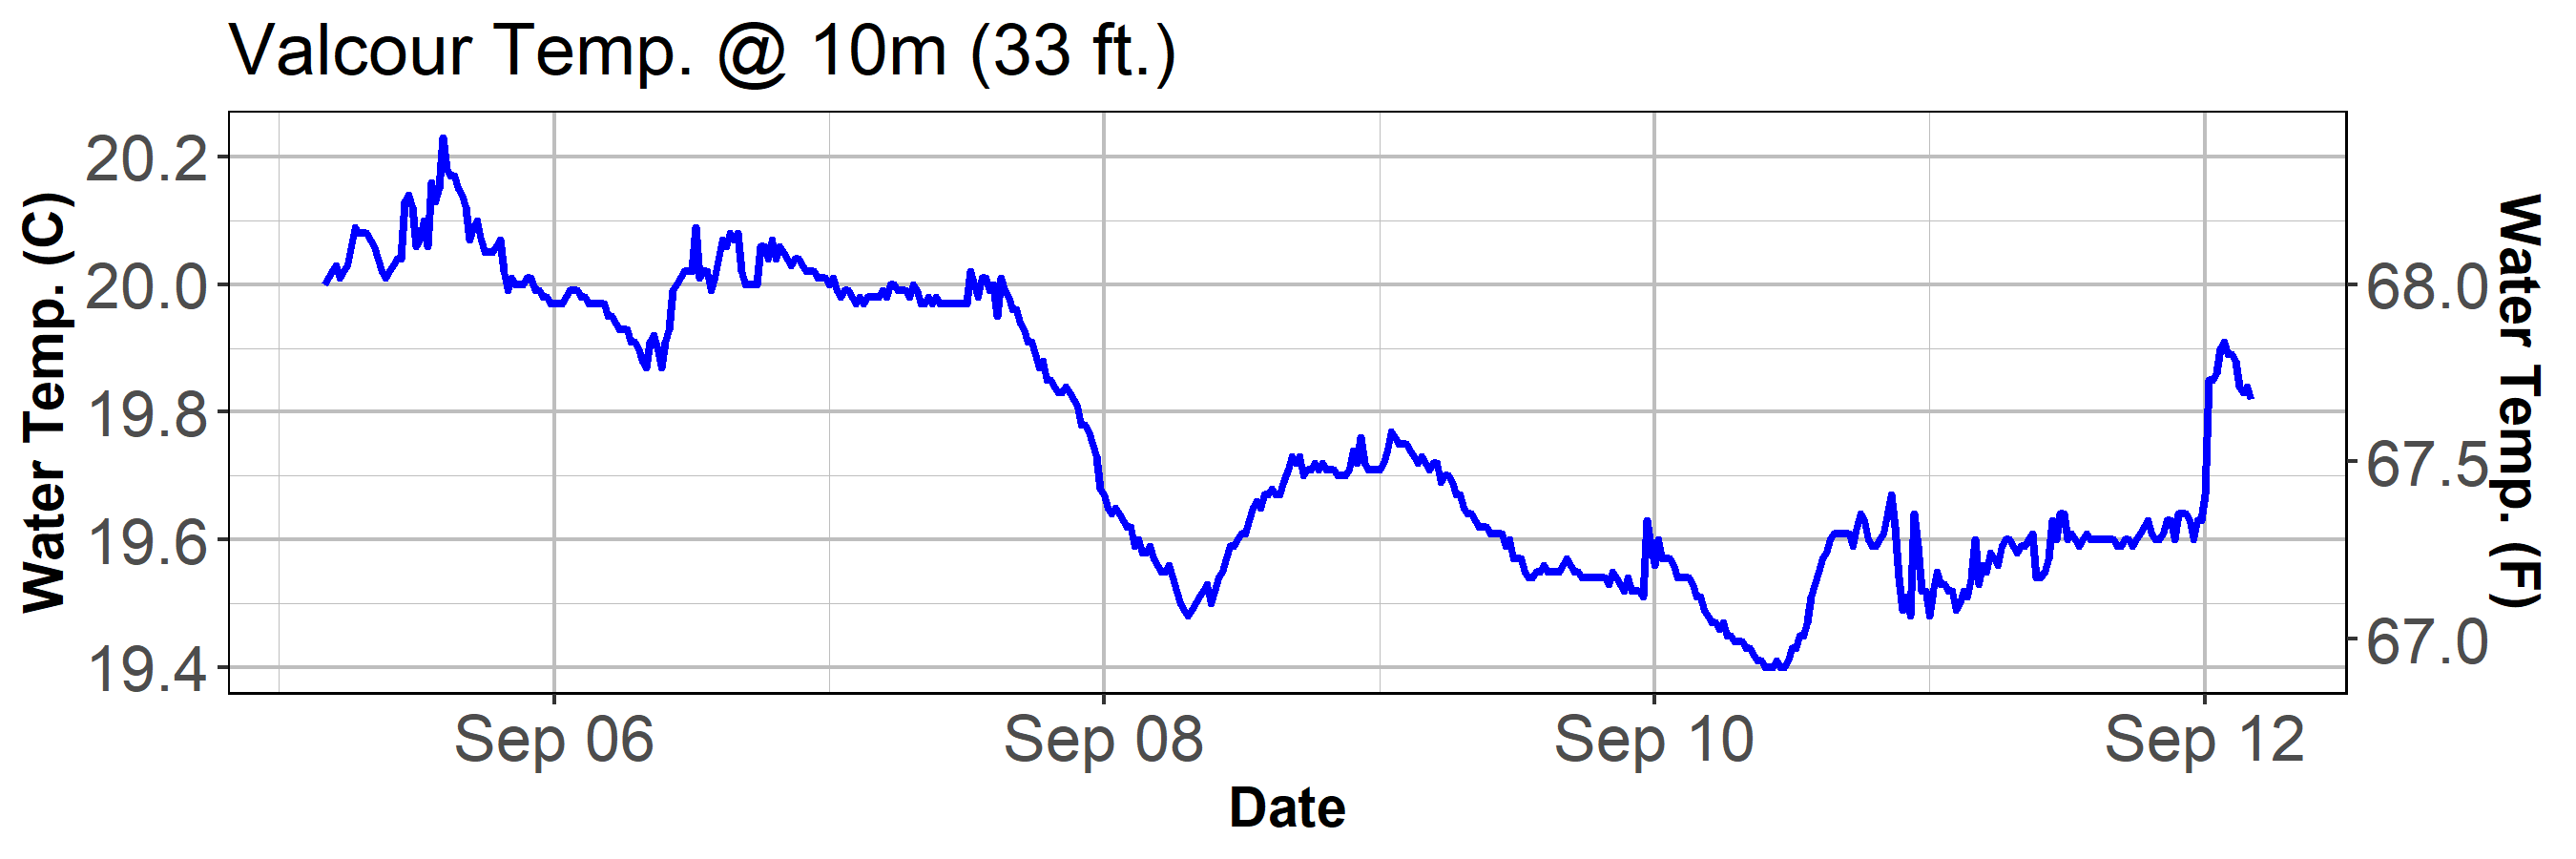 Valcour Temp. @ 10m (33 ft.)
Water Temp. (C)
20.2
20.0
19.8
19.6
19.4
68.0
67.5
67.0
Water Temp. (F)
Sep 06
Sep 08
Sep 10
Sep 12
Date